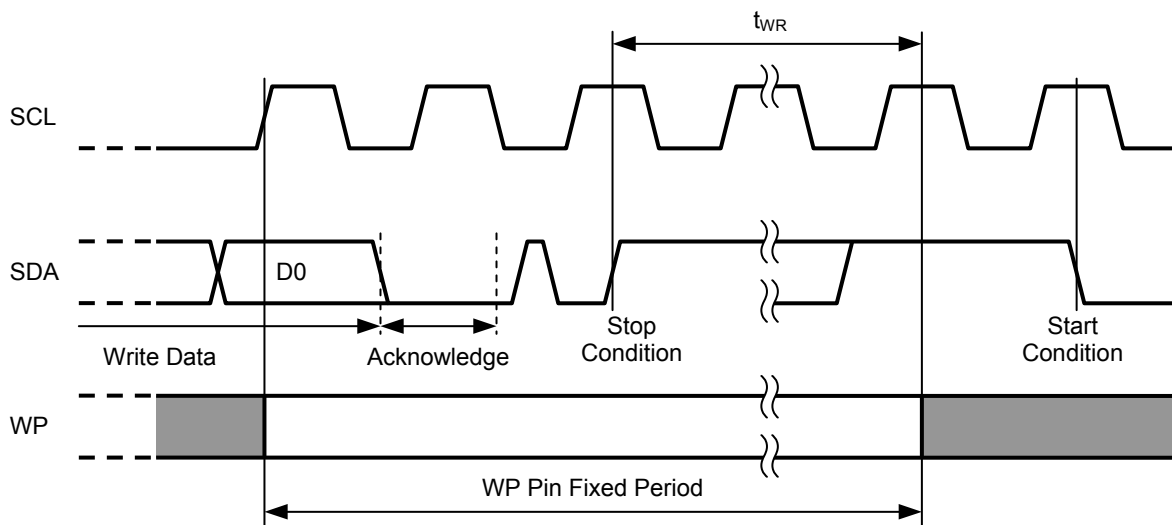 tWR
SCL
SDA
D0
Write Data
Acknowledge
Stop
Condition
Start
Condition
WP
WP Pin Fixed Period